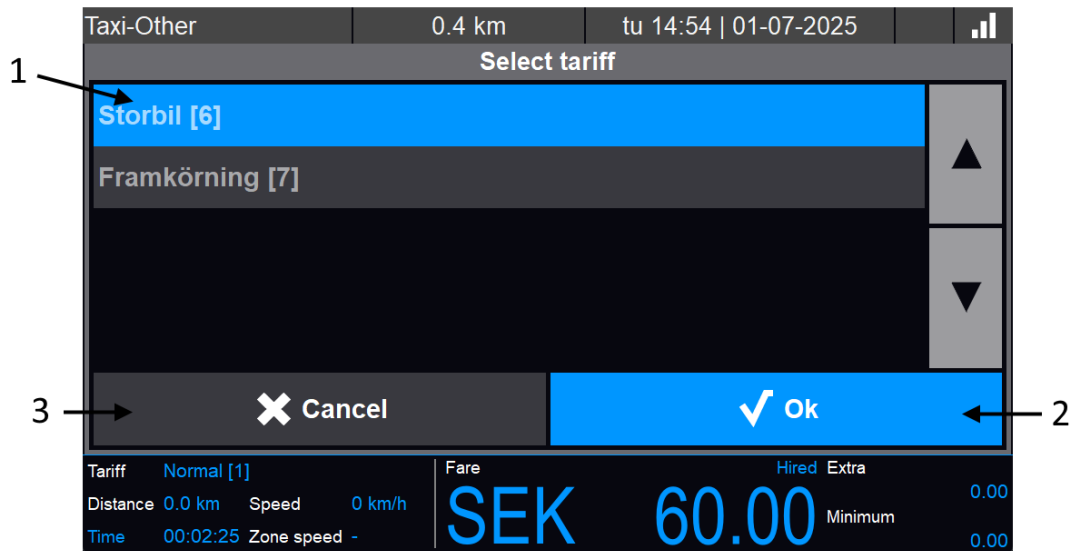 Taxi-Other 0.4 km tu 14:54 | 01-07-2025
Select tariff
1
Storbil [6]
Framkörning [7]
▲
▼
3 Cancel Ok 2
Tariff Normal [1] Fare Hired Extra
Distance 0.0 km Speed 0 km/h SEK 60.00 0.00
Minimum
Time 00:02:25 Zone speed - 0.00